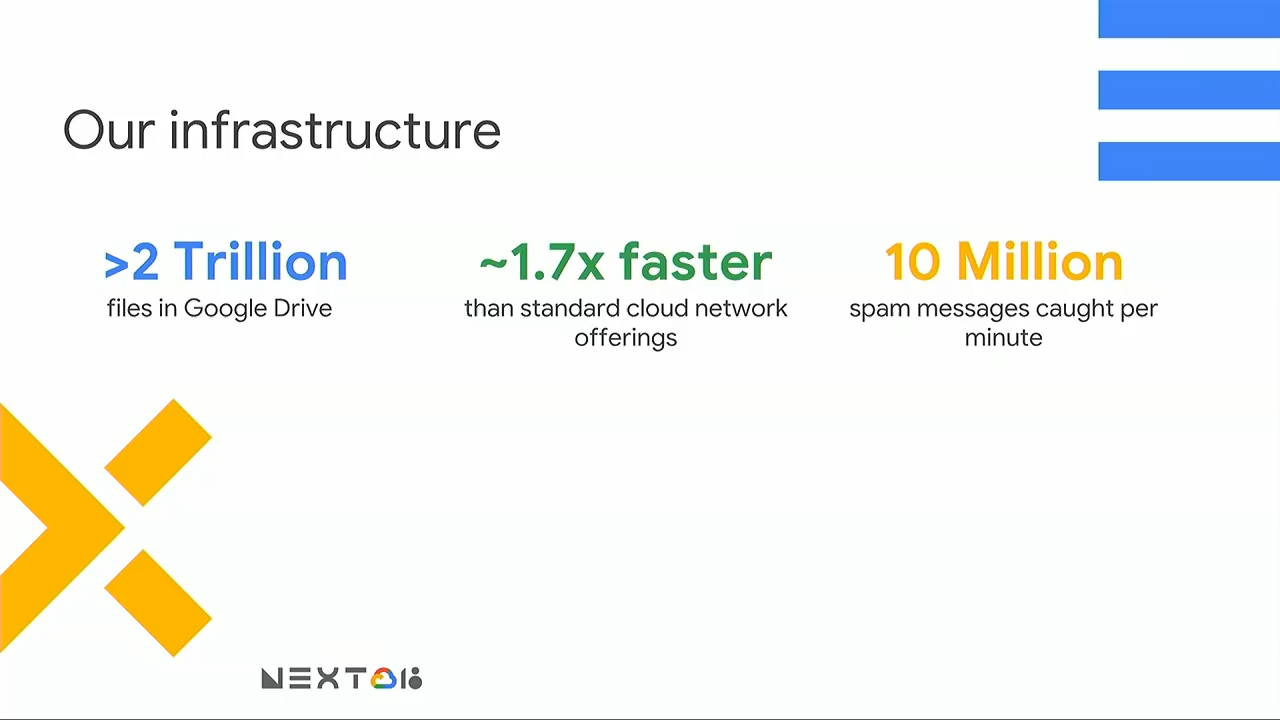 Our infrastructure
>2 Trillion
files in Google Drive
~1.7x faster
than standard cloud network
offerings
10 Million
spam messages caught per
minute
NEXT 18